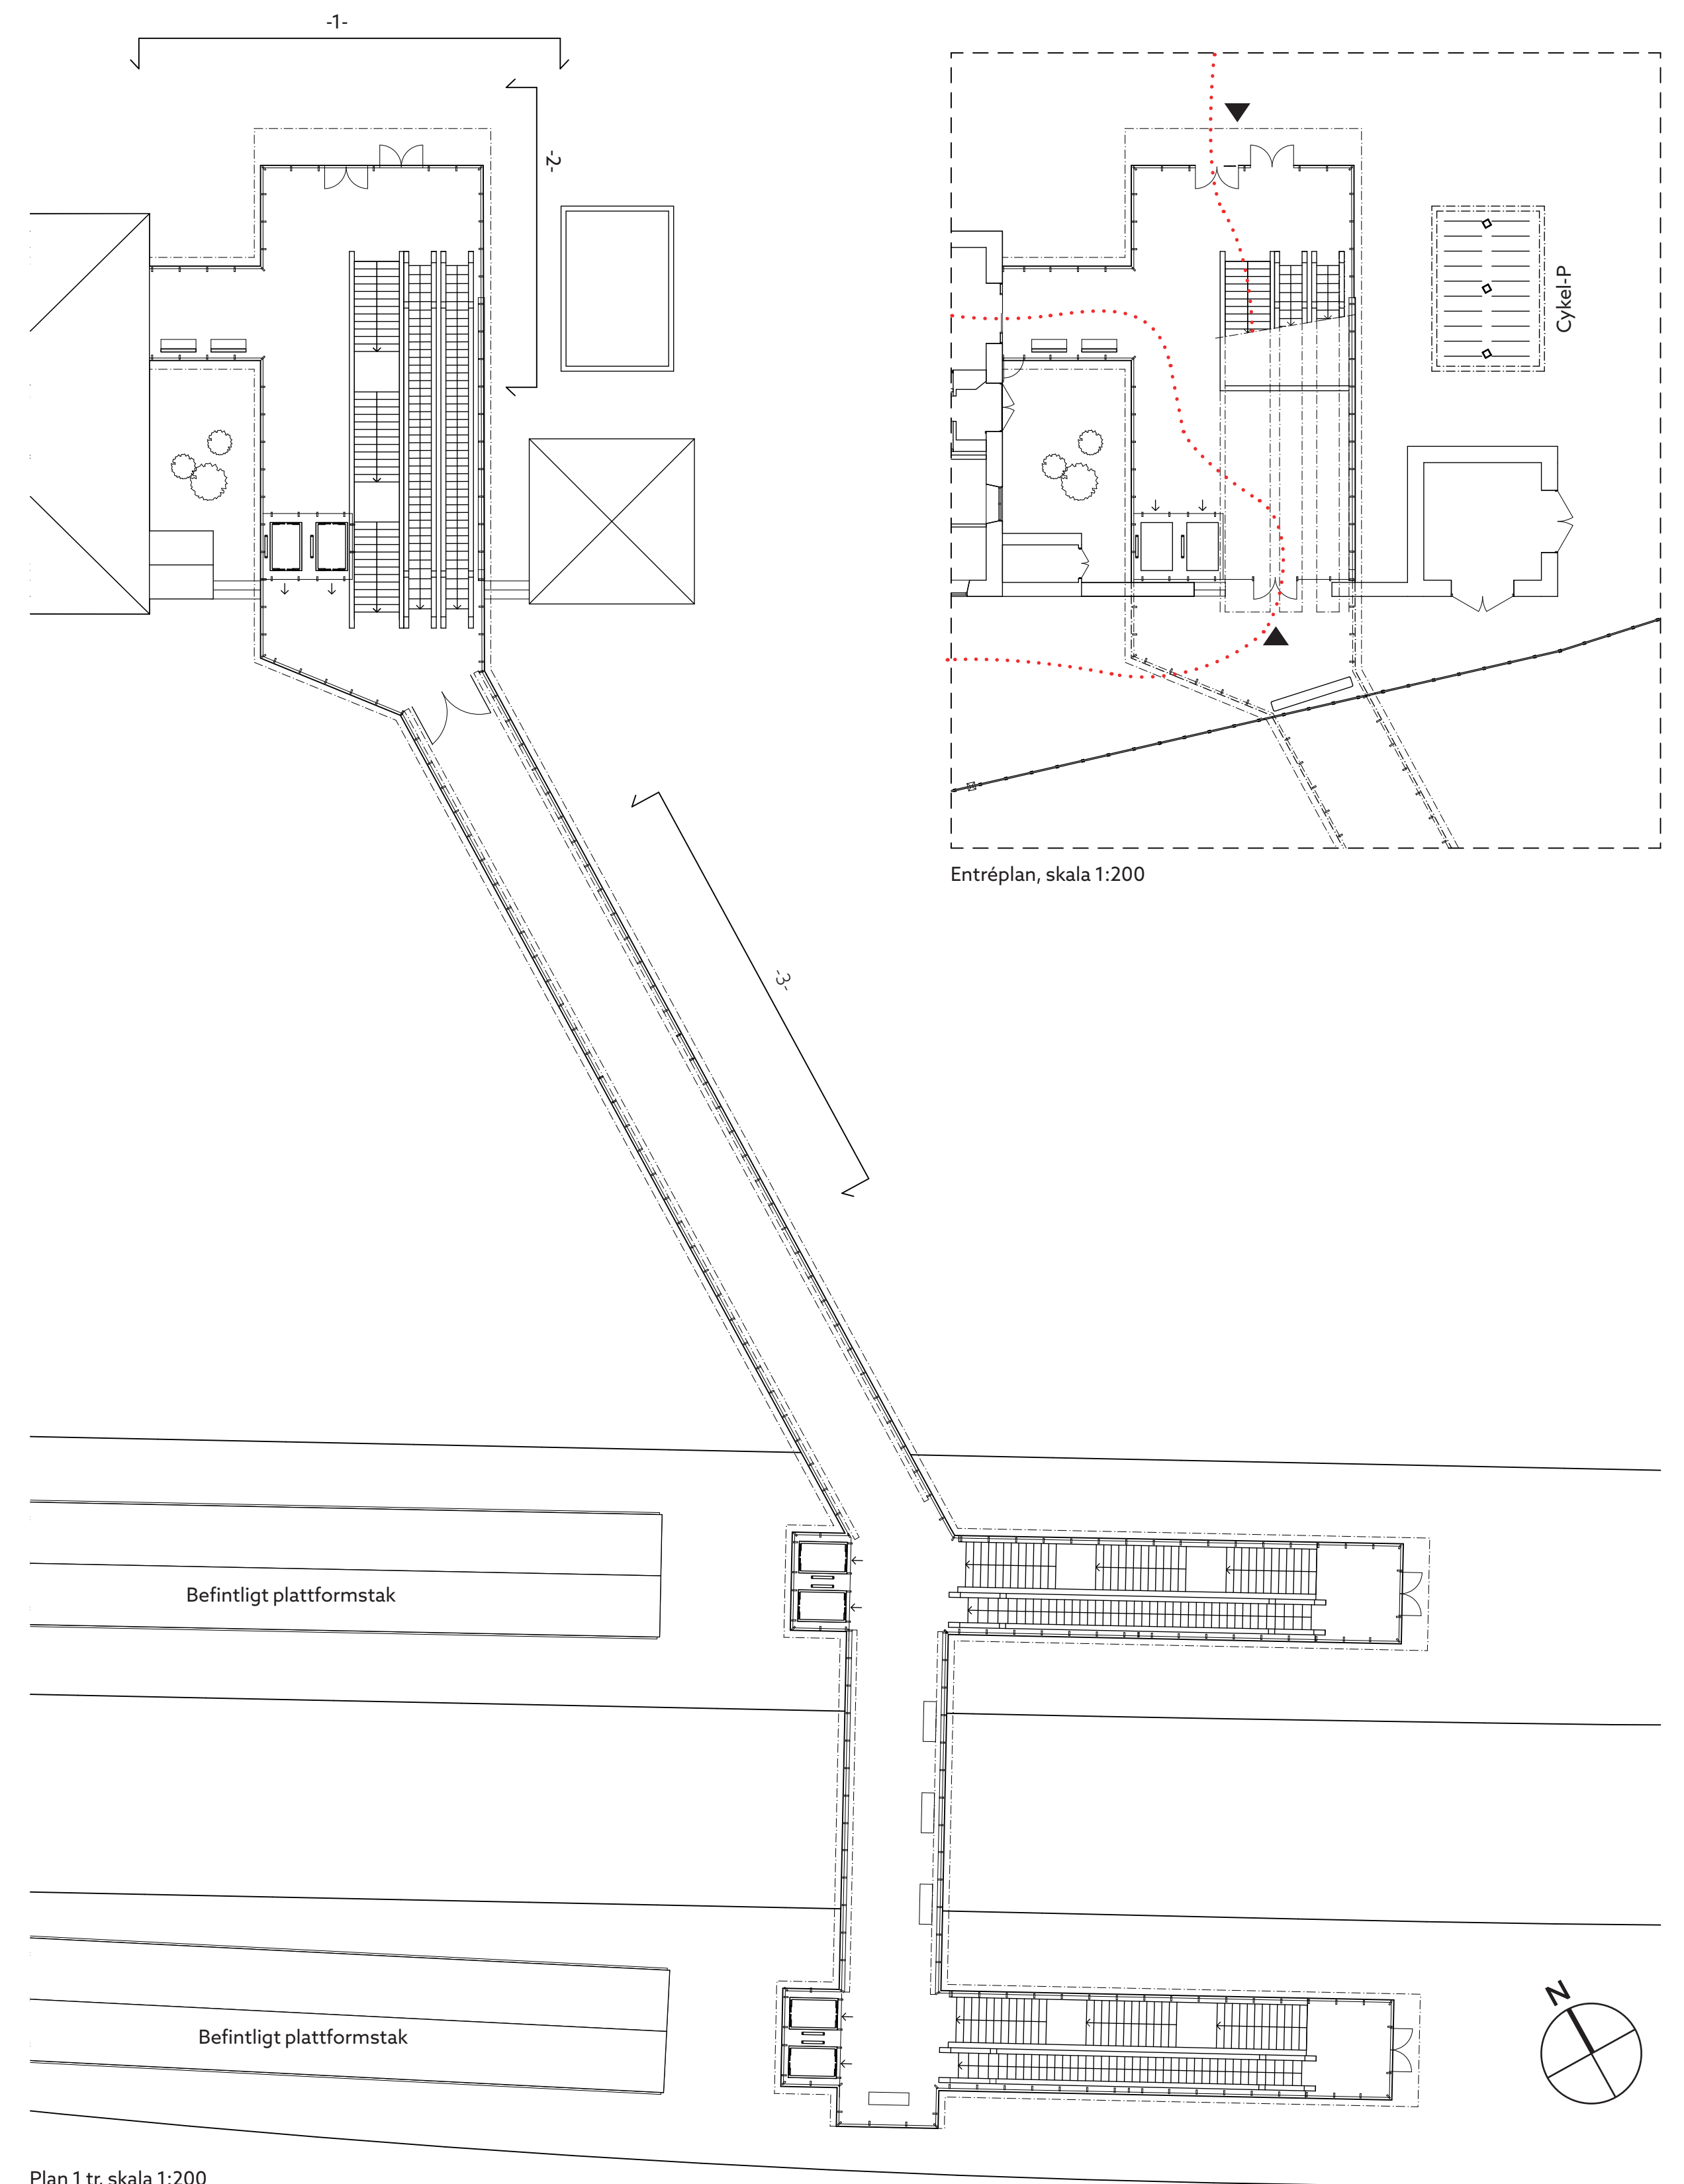 -1-
-2-
Cykel-P
Entréplan, skala 1:200
-3-
Befintligt plattformstak
N
Befintligt plattformstak
Plan 1 tr, skala 1:200